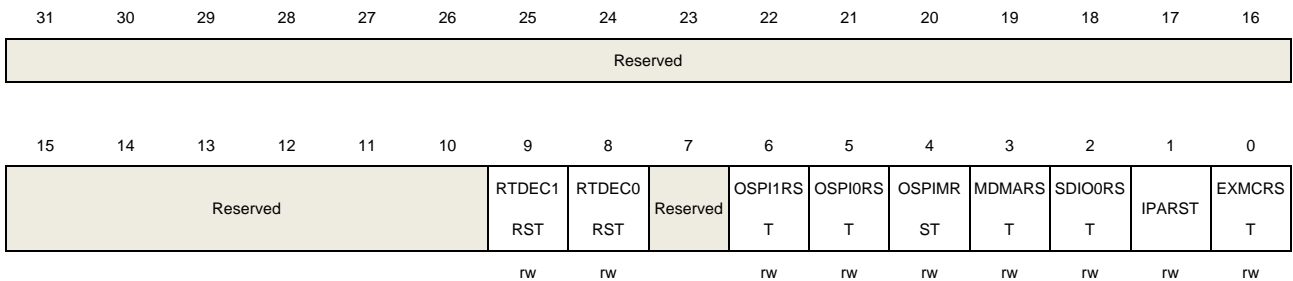 31 30 29 28 27 26 25 24 23 22 21 20 19 18 17 16
Reserved
15 14 13 12 11 10 9 8 7 6 5 4 3 2 1 0
Reserved RTDEC1 RTDEC0 Reserved OSPI1RS OSPI0RS OSPIMR MDMARS SDIO0RS IPARST EXMCRS
RST RST T T ST T T T
rw rw rw rw rw rw rw rw rw